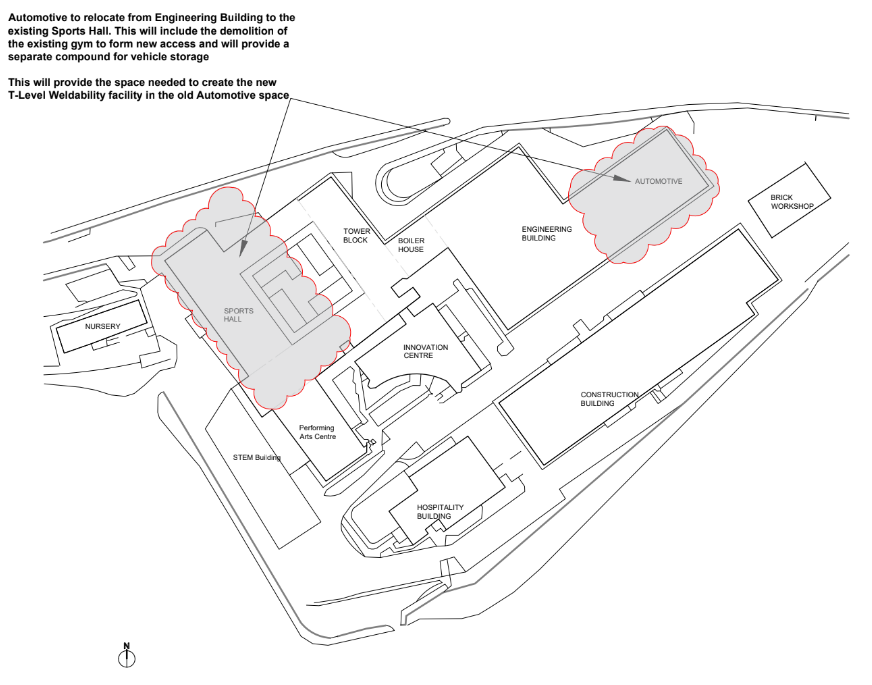 Automotive to relocate from Engineering Building to the
existing Sports Hall. This will include the demolition of
the existing gym to form new access and will provide a
separate compound for vehicle storage
This will provide the space needed to create the new
T-Level Weldability facility in the old Automotive space
AUTOMOTIVE
BRICK
WORKSHOP
TOWER
BLOCK
BOILER
HOUSE
ENGINEERING
BUILDING
SPORTS
HALL
NURSERY
INNOVATION
CENTRE
CONSTRUCTION
BUILDING
Performing
Arts Centre
STEM Building
HOSPITALITY
BUILDING
N